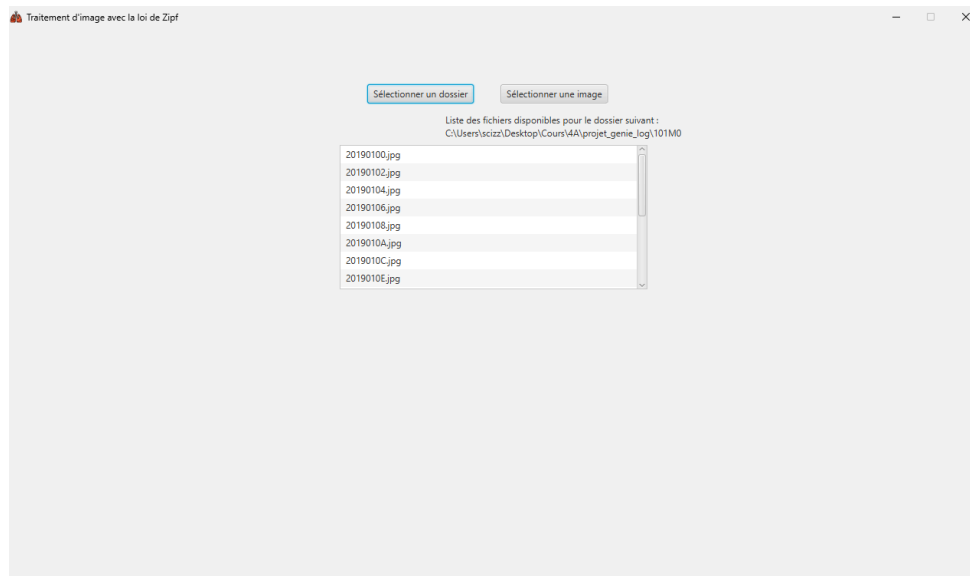 Traitement d'image avec la loi de Zipf
Sélectionner un dossier
Sélectionner une image
Liste des fichiers disponibles pour le dossier suivant :
C:\Users\scizz\Desktop\Cours\4A\projet_genie_log\101M0
20190100.jpg
20190102.jpg
20190104.jpg
20190106.jpg
20190108.jpg
2019010A.jpg
2019010C.jpg
2019010E.jpg